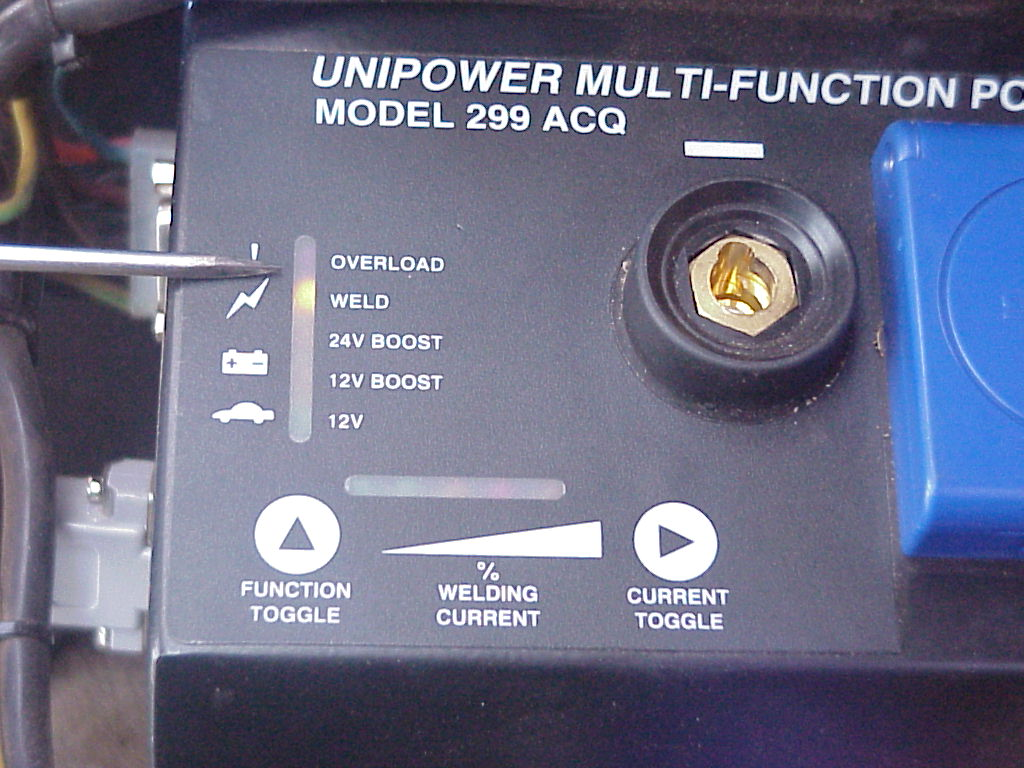 UNIPOWER MULTI-FUNCTION
MODEL 299 ACQ
OVERLOAD
WELD
24V BOOST
12V BOOST
12V
+ −
%
FUNCTION
TOGGLE
WELDING
CURRENT
CURRENT
TOGGLE